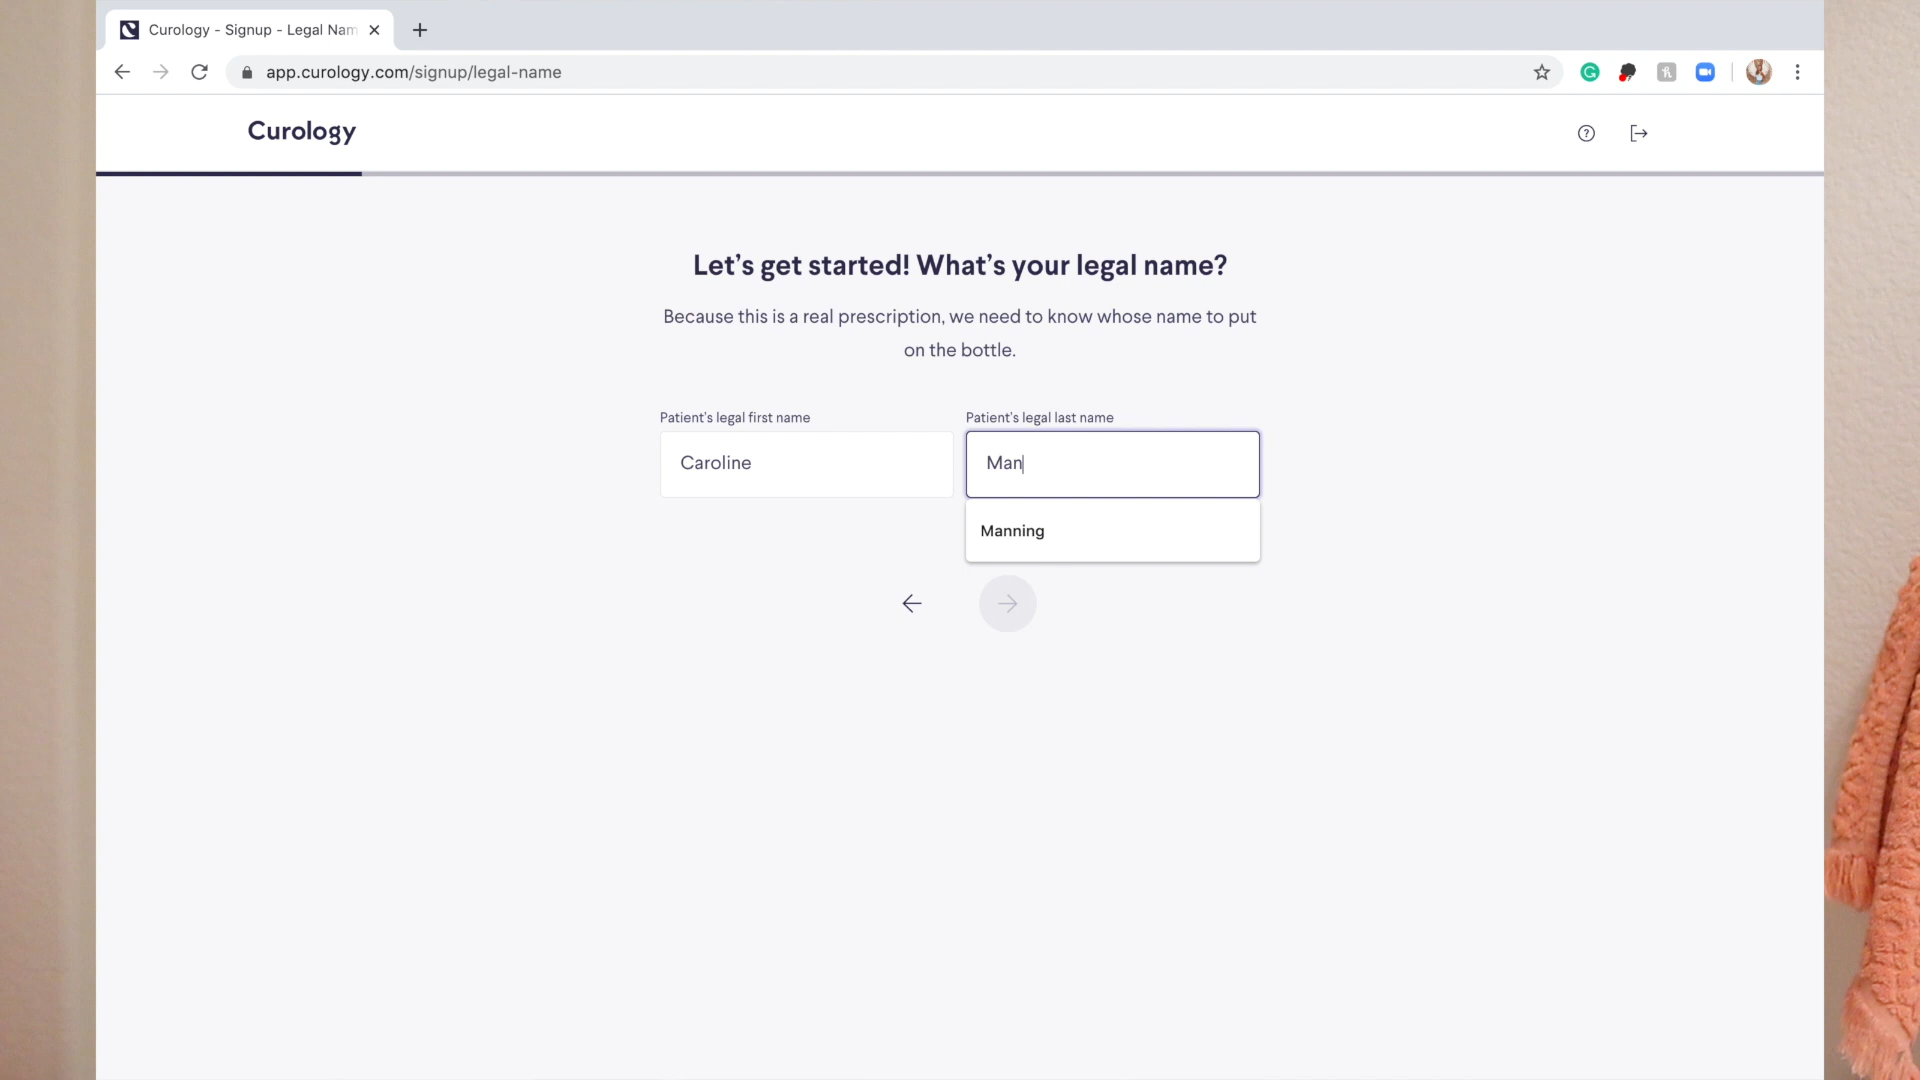 Curology - Signup - Legal Nam
app.curology.com/signup/legal-name
Curology
Let's get started! What's your legal name?
Because this is a real prescription, we need to know whose name to put
on the bottle.
Patient's legal first name
Patient's legal last name
Caroline
Man
Manning